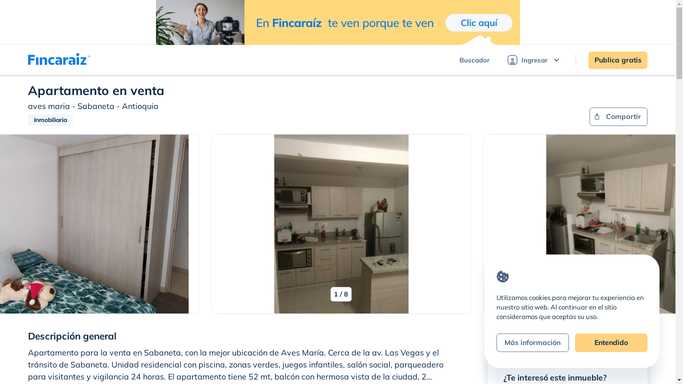 En Fincaraíz te ven porque te ven
Clic aquí
Fincaraiz
Buscador
Ingresar
Publica gratis
Apartamento en venta
aves maria - Sabaneta - Antioquia
Inmobiliaria
Compartir
1 / 8
Utilizamos cookies para mejorar tu experiencia en
nuestro sitio web. Al continuar en el sitio
consideramos que aceptas su uso.
Más información
Entendido
Descripción general
Apartamento para la venta en Sabaneta, con la mejor ubicación de Aves María. Cerca de la av. Las Vegas y el
tránsito de Sabaneta. Unidad residencial con piscina, zonas verdes, juegos infantiles, salón social, parqueadero
para visitantes y vigilancia 24 horas. El apartamento tiene 52 mt, balcón con hermosa vista de la ciudad, 2...
¿Te interesó este inmueble?